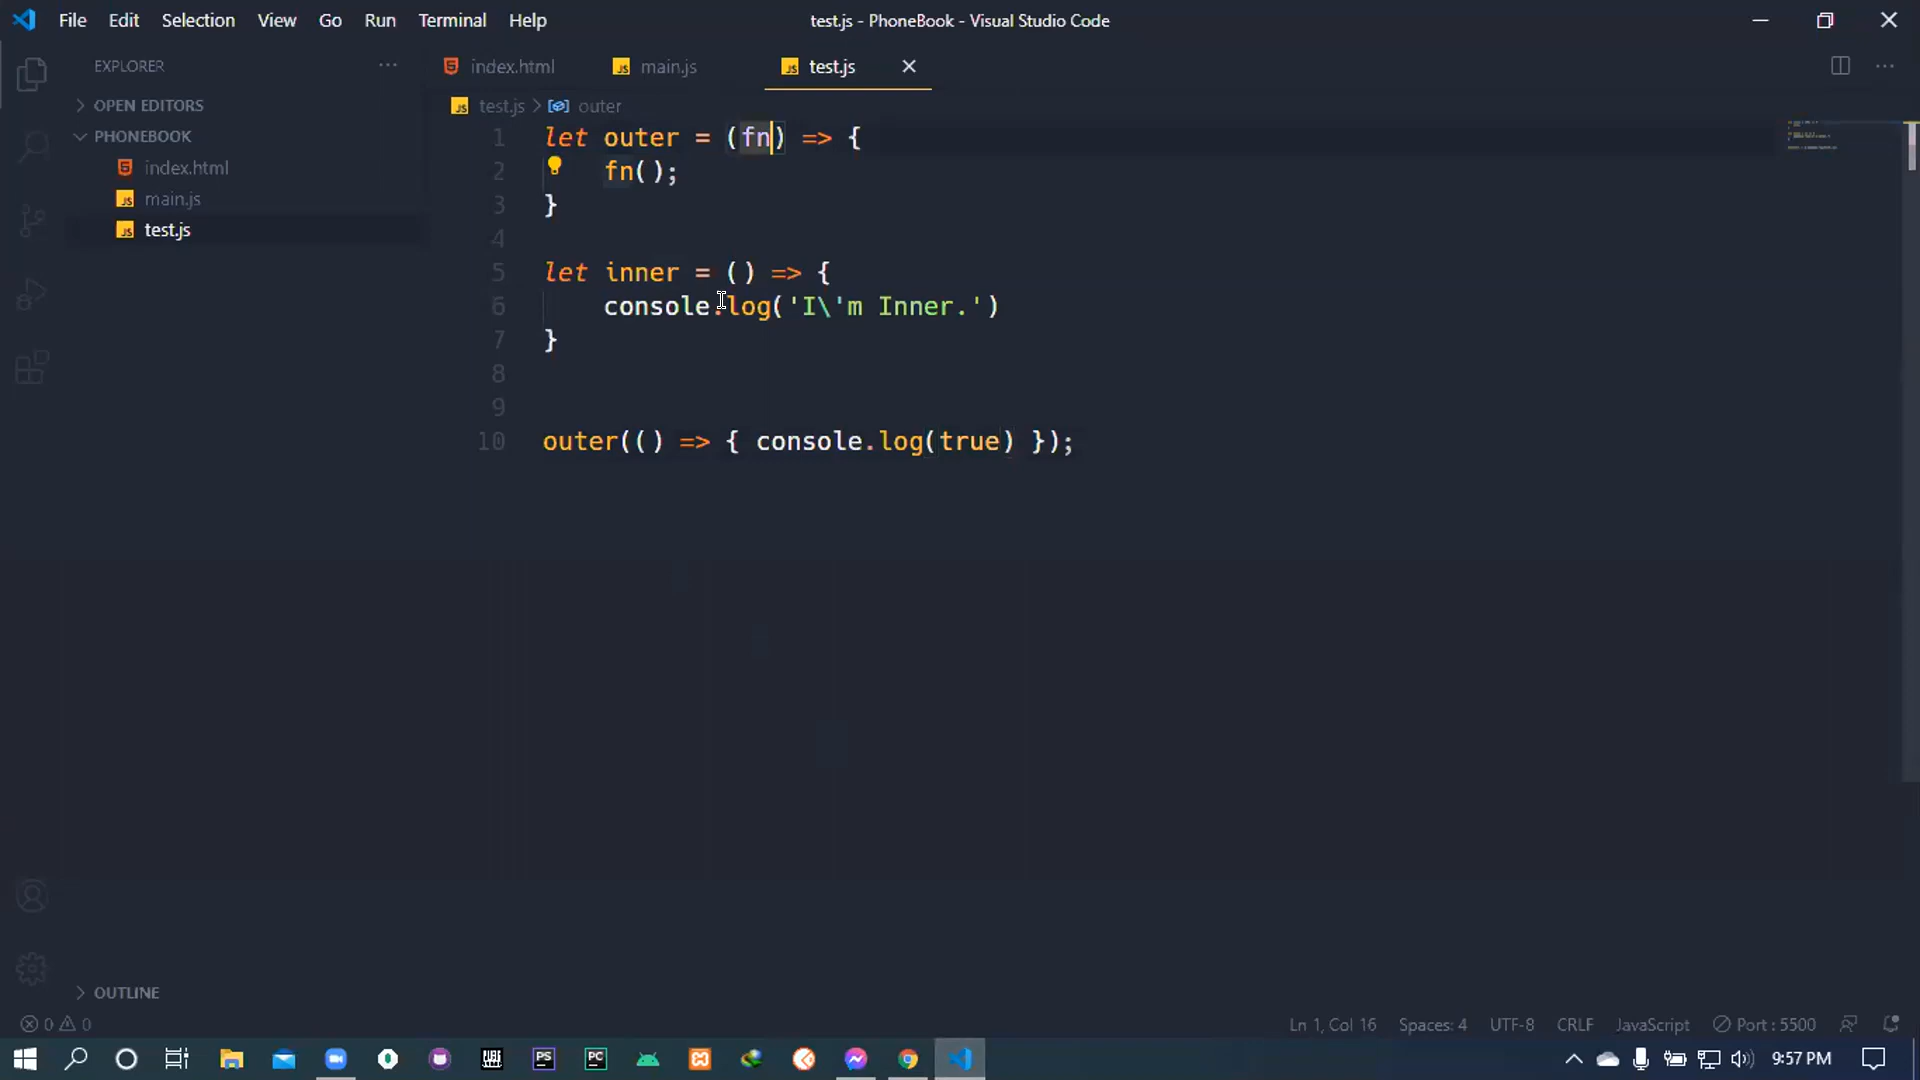 File Edit Selection View Go Run Terminal Help
test.js - PhoneBook - Visual Studio Code
EXPLORER
index.html
main.js
test.js
OPEN EDITORS
test.js > outer
PHONEBOOK
index.html
main.js
test.js
1 let outer = (fn) => {
2 fn();
3 }
4
5 let inner = () => {
6 console.log('I\'m Inner.')
7 }
8
9
10 outer(() => { console.log(true) });
OUTLINE
0 0
Ln 1, Col 16 Spaces: 4 UTF-8 CRLF JavaScript Port : 5500
PS PC
9:57 PM